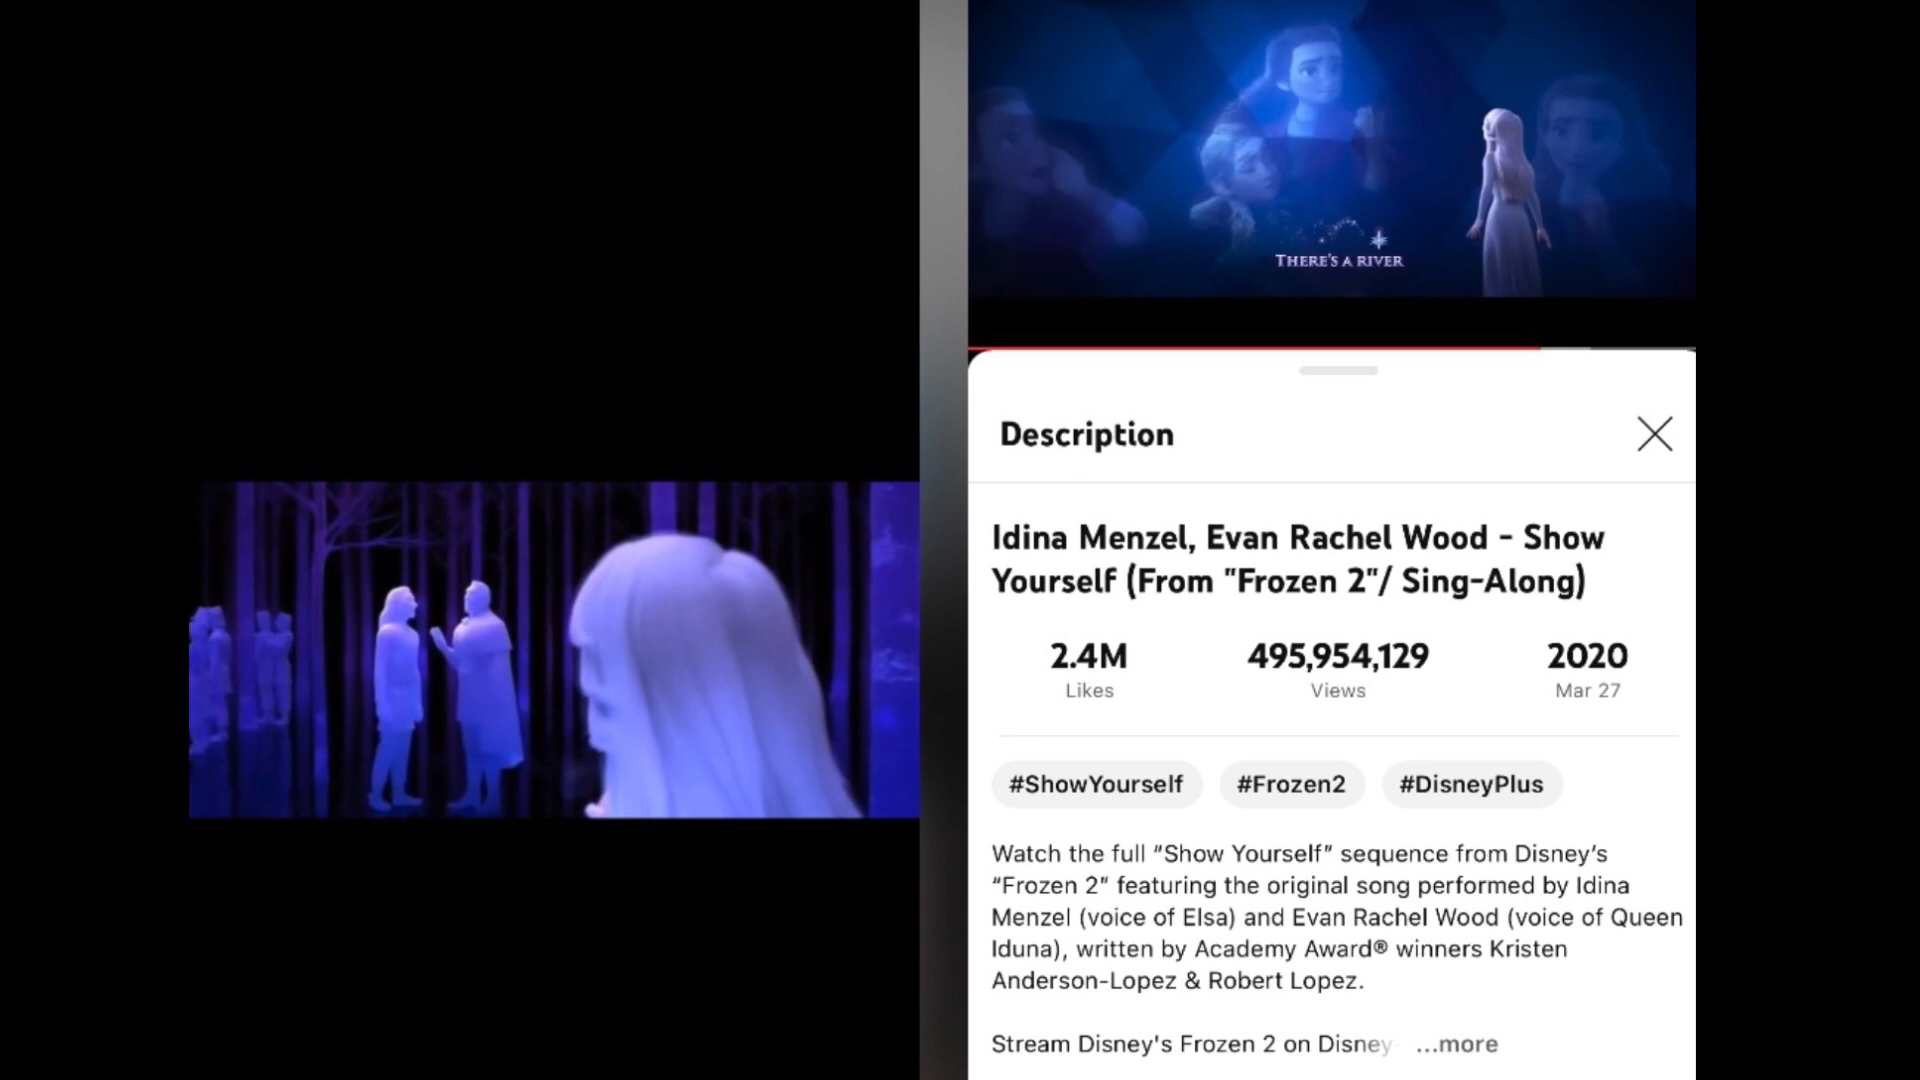 THERE'S A RIVER
Description
Idina Menzel, Evan Rachel Wood - Show
Yourself (From "Frozen 2"/ Sing-Along)
2.4M 495,954,129 2020
Likes Views Mar 27
#ShowYourself #Frozen2 #DisneyPlus
Watch the full “Show Yourself” sequence from Disney’s
“Frozen 2” featuring the original song performed by Idina
Menzel (voice of Elsa) and Evan Rachel Wood (voice of Queen
Iduna), written by Academy Award® winners Kristen
Anderson-Lopez & Robert Lopez.
Stream Disney's Frozen 2 on Disney ...more